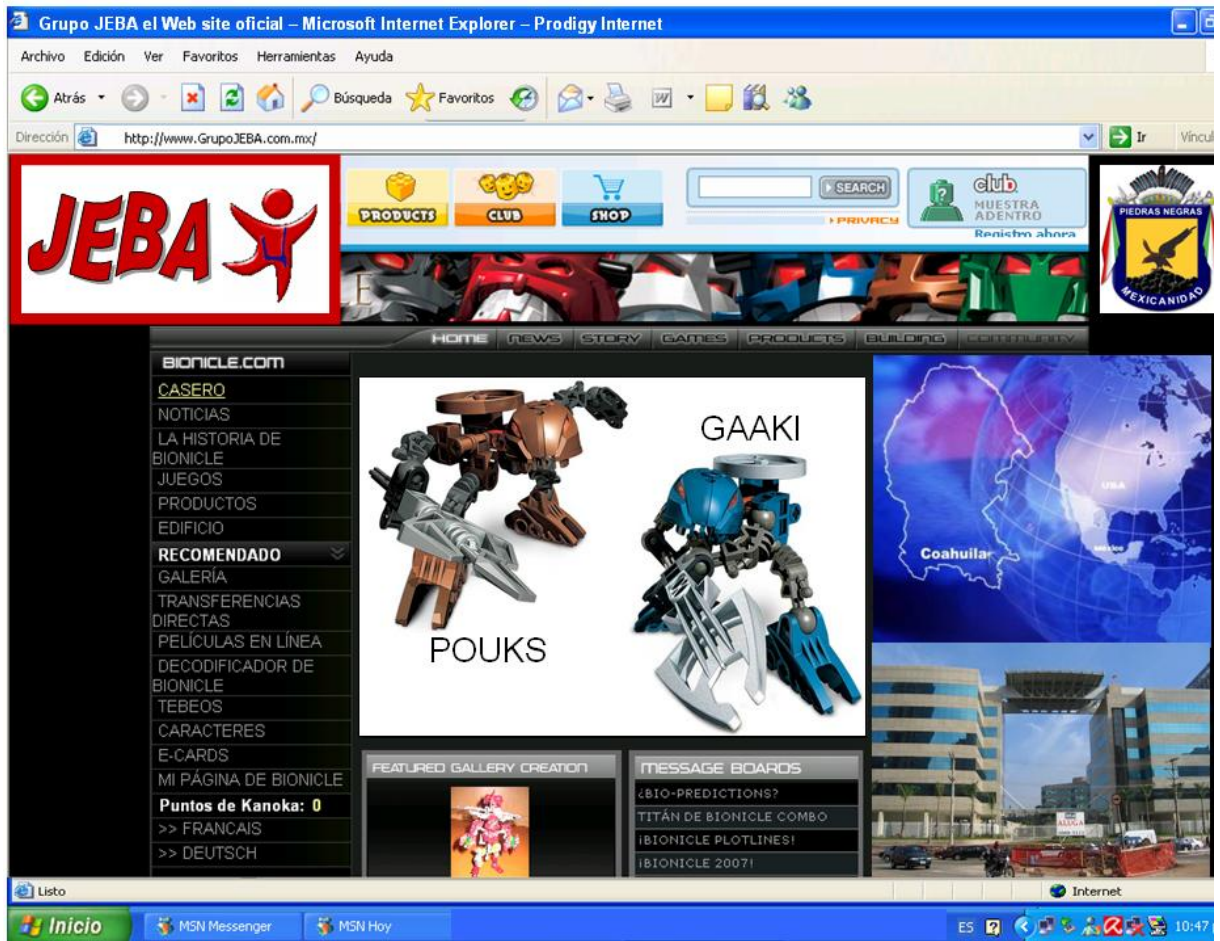 Grupo JEBA el Web site oficial – Microsoft Internet Explorer – Prodigy Internet
Archivo Edición Ver Favoritos Herramientas Ayuda
Atrás Búsqueda Favoritos
Dirección http://www.GrupoJEBA.com.mx/ Ir Víncul
JEBA
PRODUCTS CLUB SHOP
SEARCH
PRIVACY
club
MUESTRA
ADENTRO
Registro ahora
PIEDRAS NEGRAS
MEXICANIDAD
E
HOME NEWS STORY GAMES PRODUCTS BUILDING COMMUNITY
BIONICLE.COM
CASERO
NOTICIAS
LA HISTORIA DE
BIONICLE
JUEGOS
PRODUCTOS
EDIFICIO
RECOMENDADO
GALERÍA
TRANSFERENCIAS
DIRECTAS
PELÍCULAS EN LÍNEA
DECODIFICADOR DE
BIONICLE
TEBEOS
CARACTERES
E-CARDS
MI PÁGINA DE BIONICLE
Puntos de Kanoka: 0
>> FRANCAIS
>> DEUTSCH
GAAKI
POUKS
FEATURED GALLERY CREATION
MESSAGE BOARDS
¿BIO-PREDICTIONS?
TITÁN DE BIONICLE COMBO
¡BIONICLE PLOTLINES!
¡BIONICLE 2007!
USA
México
Coahuila
ALUGA
Listo
Internet
Inicio MSN Messenger MSN Hoy ES 10:47